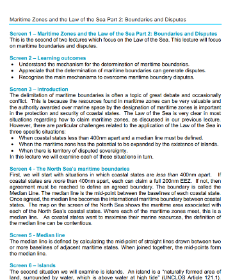 Maritime Zones and the Law of the Sea Part 2: Boundaries and Disputes
Screen 1 – Maritime Zones and the Law of the Sea Part 2: Boundaries and Disputes
This is the second of two lectures which focus on the Law of the Sea. This lecture will focus
on maritime boundaries and disputes.
Screen 2 – Learning outcomes
• Understand the mechanism for the determination of maritime boundaries.
• Appreciate that the determination of maritime boundaries can generate disputes.
• Recognise the main mechanisms to overcome maritime boundary disputes.
Screen 3 – Introduction
The delimitation of maritime boundaries is often a topic of great debate and occasionally
conflict. This is because the resources found in maritime zones can be very valuable and
the authority awarded over marine space by the designation of maritime zones is important
in the protection and security of coastal states. The Law of the Sea is very clear in most
situations regarding how to claim maritime zones, as discussed in our previous lecture.
However, there are particular challenges related to the application of the Law of the Sea in
three specific situations:
• When coastal states less than 400nm apart and a median line must be defined.
• When the maritime zone has the potential to be expanded by the existence of islands.
• When there is territory of disputed sovereignty.
In this lecture we will examine each of these situations in turn.
Screen 4 – The North Sea's maritime boundaries
First, we will start with situations in which coastal states are less than 400nm apart. If
coastal states are more than 400nm apart, each can claim a full 200nm EEZ. If not, then
agreement must be reached to define an agreed boundary. The boundary is called the
Median Line. The median line is the mid-point between the baselines of each coastal state.
Once agreed, the median line becomes the international maritime boundary between coastal
states. The map on the screen of the North Sea shows the maritime area associated with
each of the North Sea's coastal states. Where each of the maritime zones meet, this is a
median line. As coastal states want to maximise their marine resources, the definition of
the median line can be contentious.
Screen 5 – Median line
The median line is defined by calculating the mid-point of straight lines drawn between two
or more baselines of adjacent maritime states. When joined together, the mid-points form
the median line.
Screen 6 – Islands
The second situation we will examine is islands. An island is a "naturally formed area of
land, surrounded by water, which is above water at high tide" (UNCLOS Article 121.1).